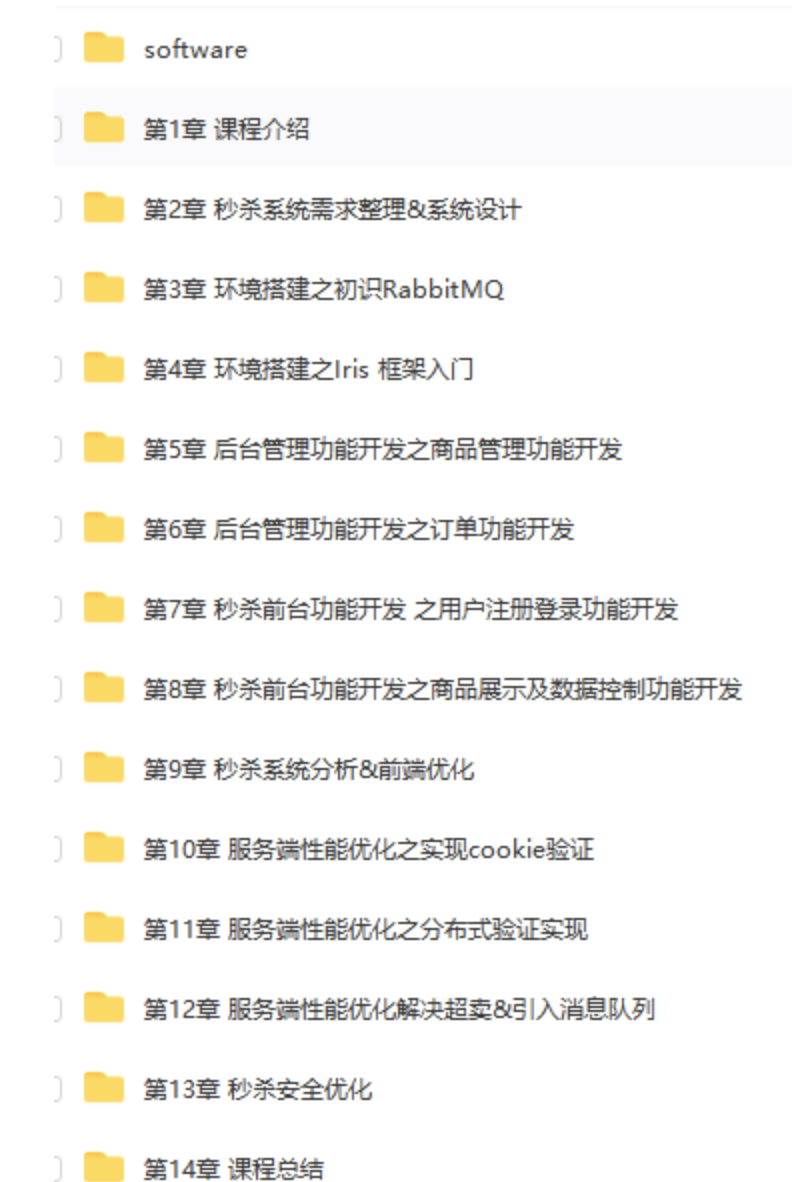 software
第1章 课程介绍
第2章 秒杀系统需求整理&系统设计
第3章 环境搭建之初识RabbitMQ
第4章 环境搭建之Iris 框架入门
第5章 后台管理功能开发之商品管理功能开发
第6章 后台管理功能开发之订单功能开发
第7章 秒杀前台功能开发 之用户注册登录功能开发
第8章 秒杀前台功能开发之商品展示及数据控制功能开发
第9章 秒杀系统分析&前端优化
第10章 服务端性能优化之实现cookie验证
第11章 服务端性能优化之分布式验证实现
第12章 服务端性能优化解决超卖&引入消息队列
第13章 秒杀安全优化
第14章 课程总结